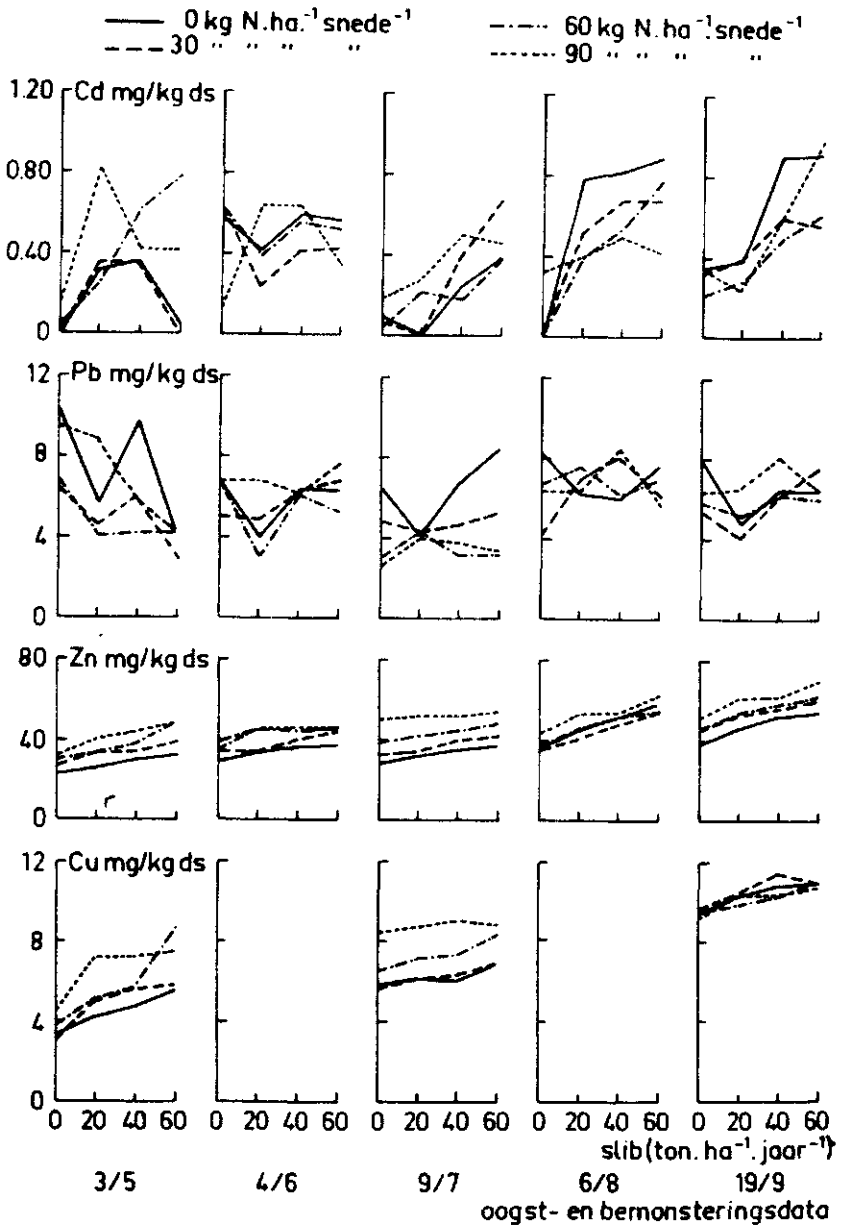 0 kg N.ha.⁻¹ snede⁻¹
60 kg N.ha⁻¹.snede⁻¹
30 " " " "
90 " " " "
Cd mg/kg ds
1.20
0.80
0.40
0
Pb mg/kg ds
12
8
4
0
Zn mg/kg ds
80
40
0
Cu mg/kg ds
12
8
4
0
0 20 40 60 0 20 40 60 0 20 40 60 0 20 40 60 0 20 40 60
slib(ton.ha⁻¹.jaar⁻¹)
3/5 4/6 9/7 6/8 19/9
oogst- en bemonsteringsdata